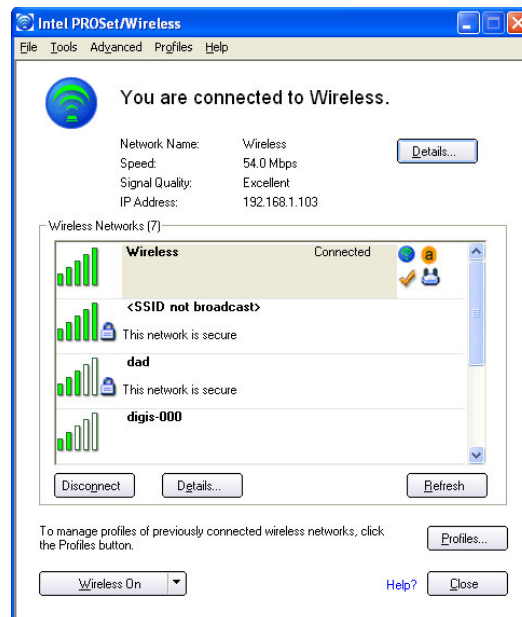 Intel PROSet/Wireless
File Tools Advanced Profiles Help
You are connected to Wireless.
Network Name: Wireless
Speed: 54.0 Mbps
Signal Quality: Excellent
IP Address: 192.168.1.103
Details...
Wireless Networks (7)
Wireless Connected
a
<SSID not broadcast>
This network is secure
dad
This network is secure
digis-000
Disconnect Details... Refresh
To manage profiles of previously connected wireless networks, click
the Profiles button.
Profiles...
Wireless On Help? Close